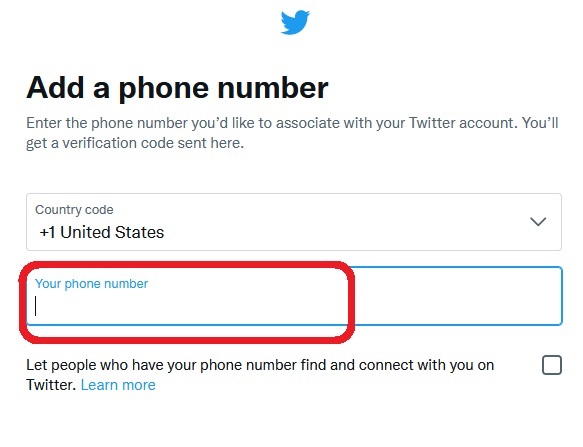 Add a phone number
Enter the phone number you’d like to associate with your Twitter account. You’ll
get a verification code sent here.
Country code
+1 United States
Your phone number
Let people who have your phone number find and connect with you on
Twitter. Learn more